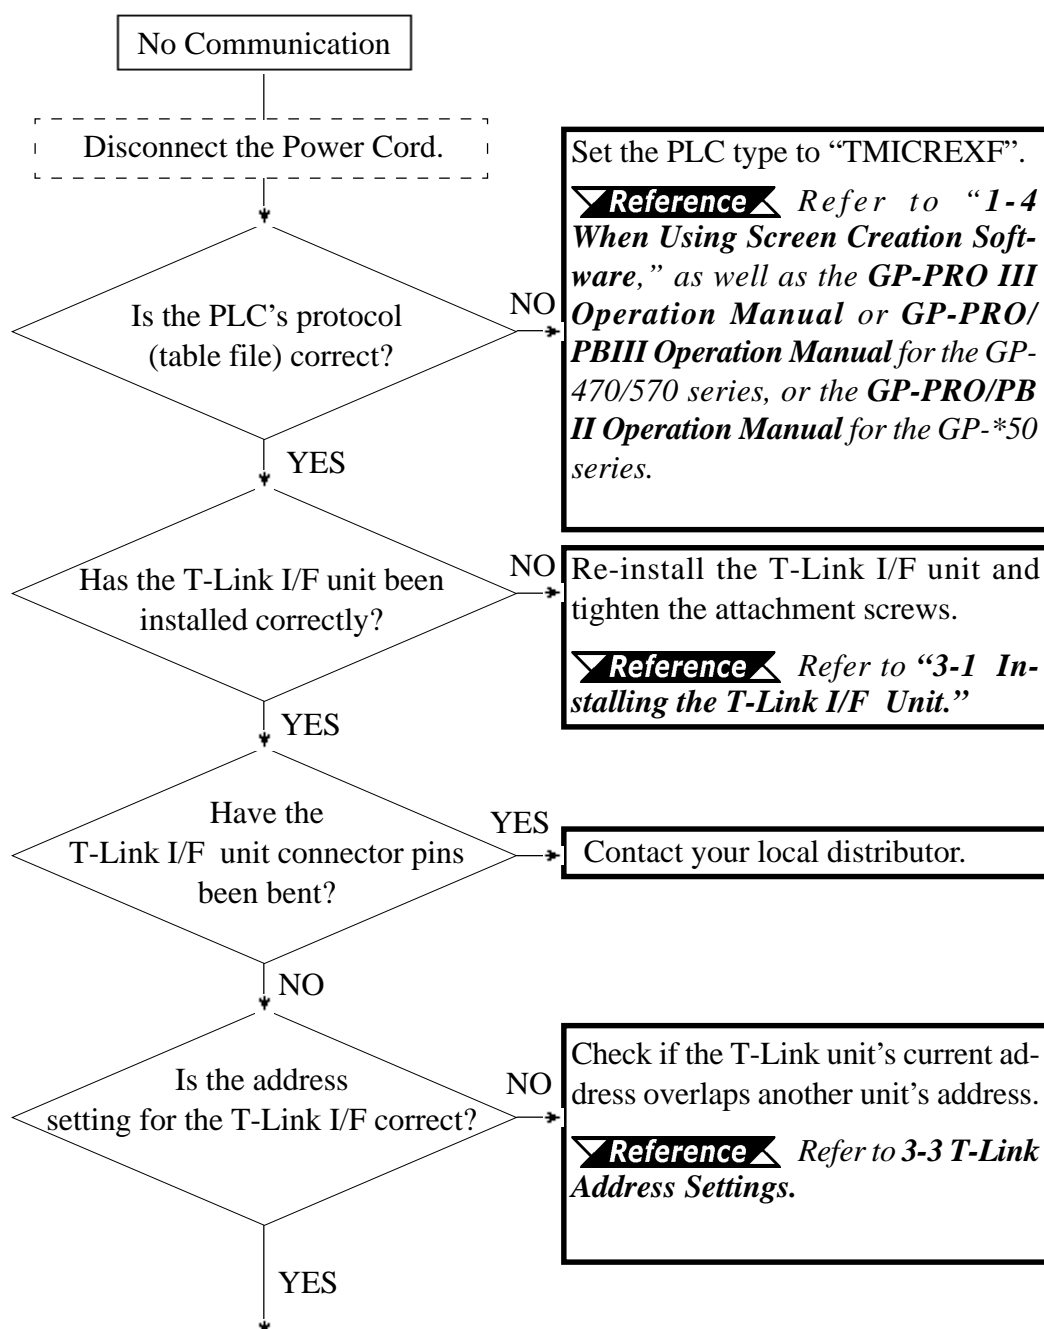 No Communication
Disconnect the Power Cord.
Is the PLC's protocol
(table file) correct?
NO
Set the PLC type to “TMICREXF”.
Reference Refer to “1-4
When Using Screen Creation Soft-
ware,” as well as the GP-PRO III
Operation Manual or GP-PRO/
PBIII Operation Manual for the GP-
470/570 series, or the GP-PRO/PB
II Operation Manual for the GP-*50
series.
YES
Has the T-Link I/F unit been
installed correctly?
NO
Re-install the T-Link I/F unit and
tighten the attachment screws.
Reference Refer to “3-1 In-
stalling the T-Link I/F Unit.”
YES
Have the
T-Link I/F unit connector pins
been bent?
YES
Contact your local distributor.
NO
Is the address
setting for the T-Link I/F correct?
NO
Check if the T-Link unit's current ad-
dress overlaps another unit's address.
Reference Refer to 3-3 T-Link
Address Settings.
YES